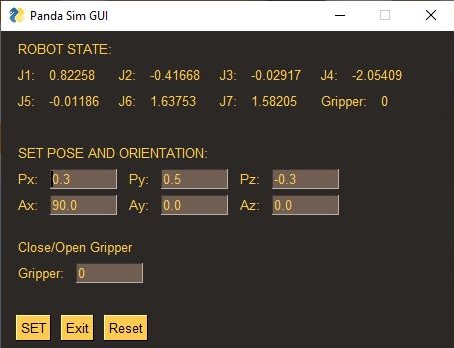 Panda Sim GUI
ROBOT STATE:
J1: 0.82258 J2: -0.41668 J3: -0.02917 J4: -2.05409
J5: -0.01186 J6: 1.63753 J7: 1.58205 Gripper: 0
SET POSE AND ORIENTATION:
Px: 0.3 Py: 0.5 Pz: -0.3
Ax: 90.0 Ay: 0.0 Az: 0.0
Close/Open Gripper
Gripper: 0
SET Exit Reset